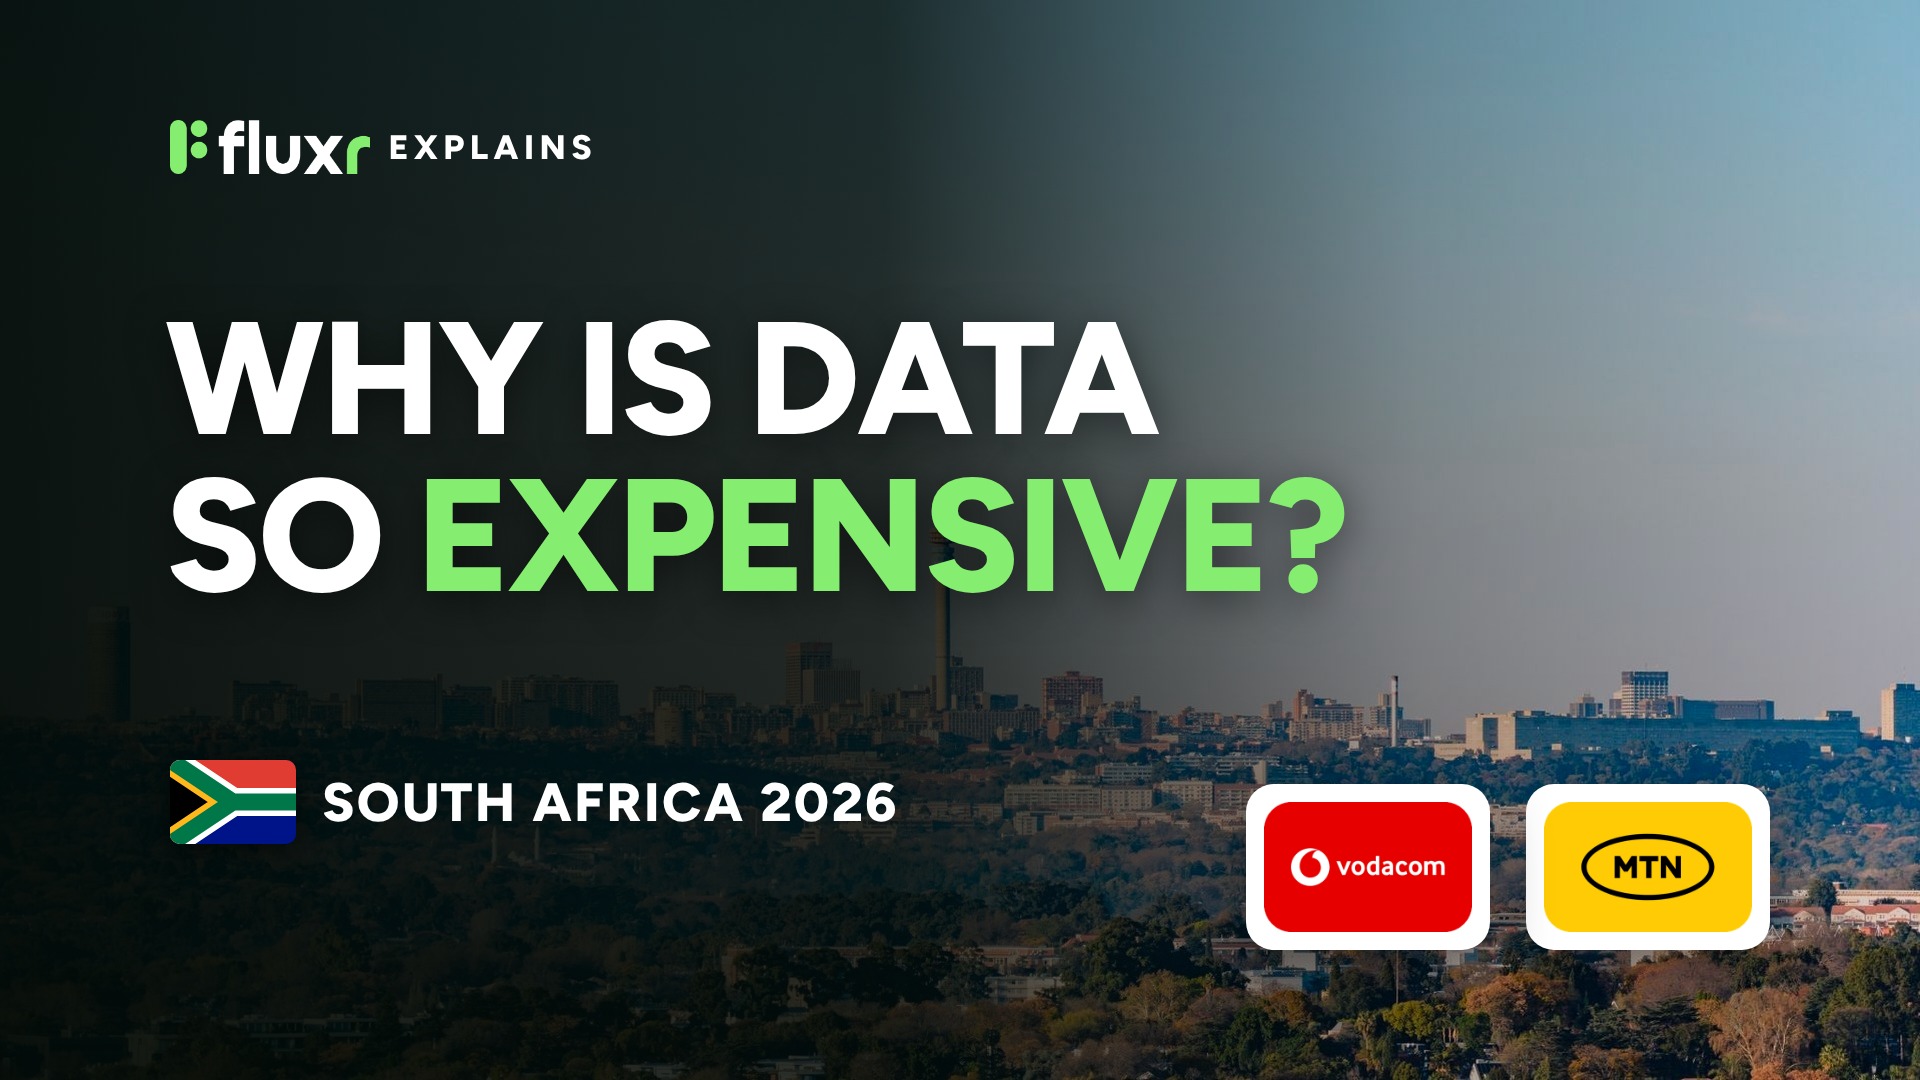 fluxr EXPLAINS
WHY IS DATA
SO EXPENSIVE?
SOUTH AFRICA 2026
vodacom
MTN